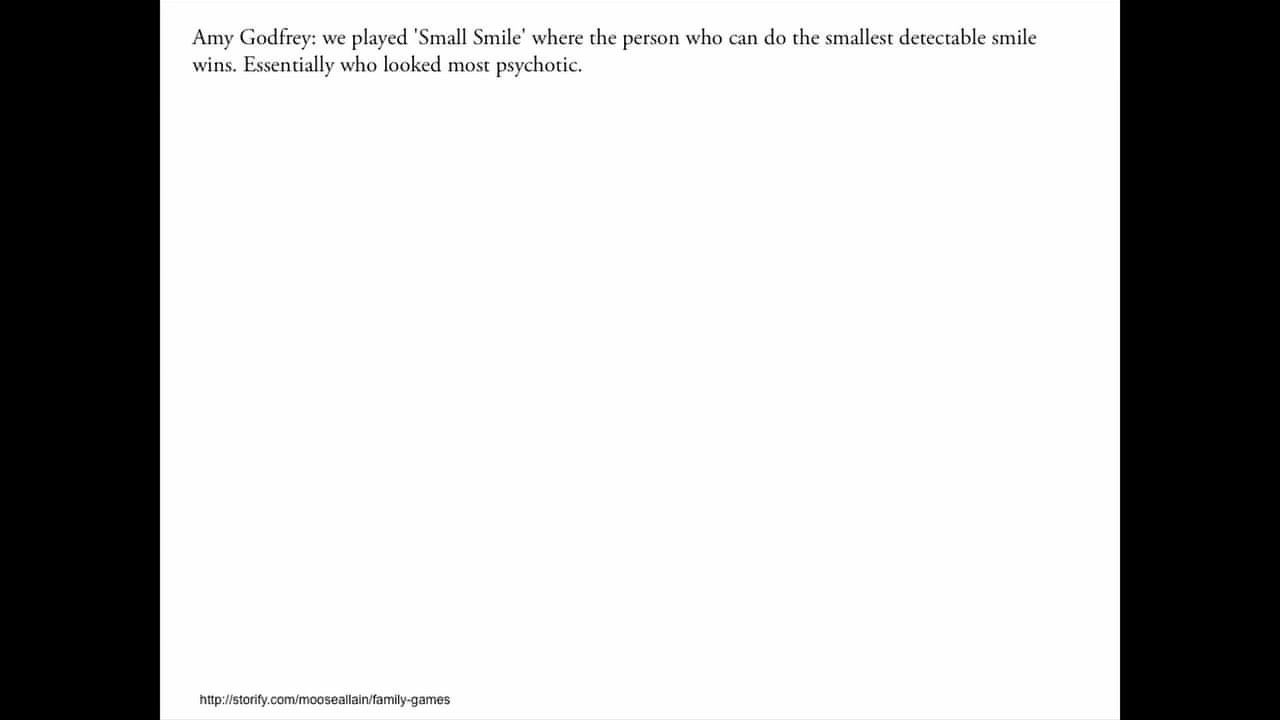 Amy Godfrey: we played 'Small Smile' where the person who can do the smallest detectable smile
wins. Essentially who looked most psychotic.
http://storify.com/mooseallain/family-games